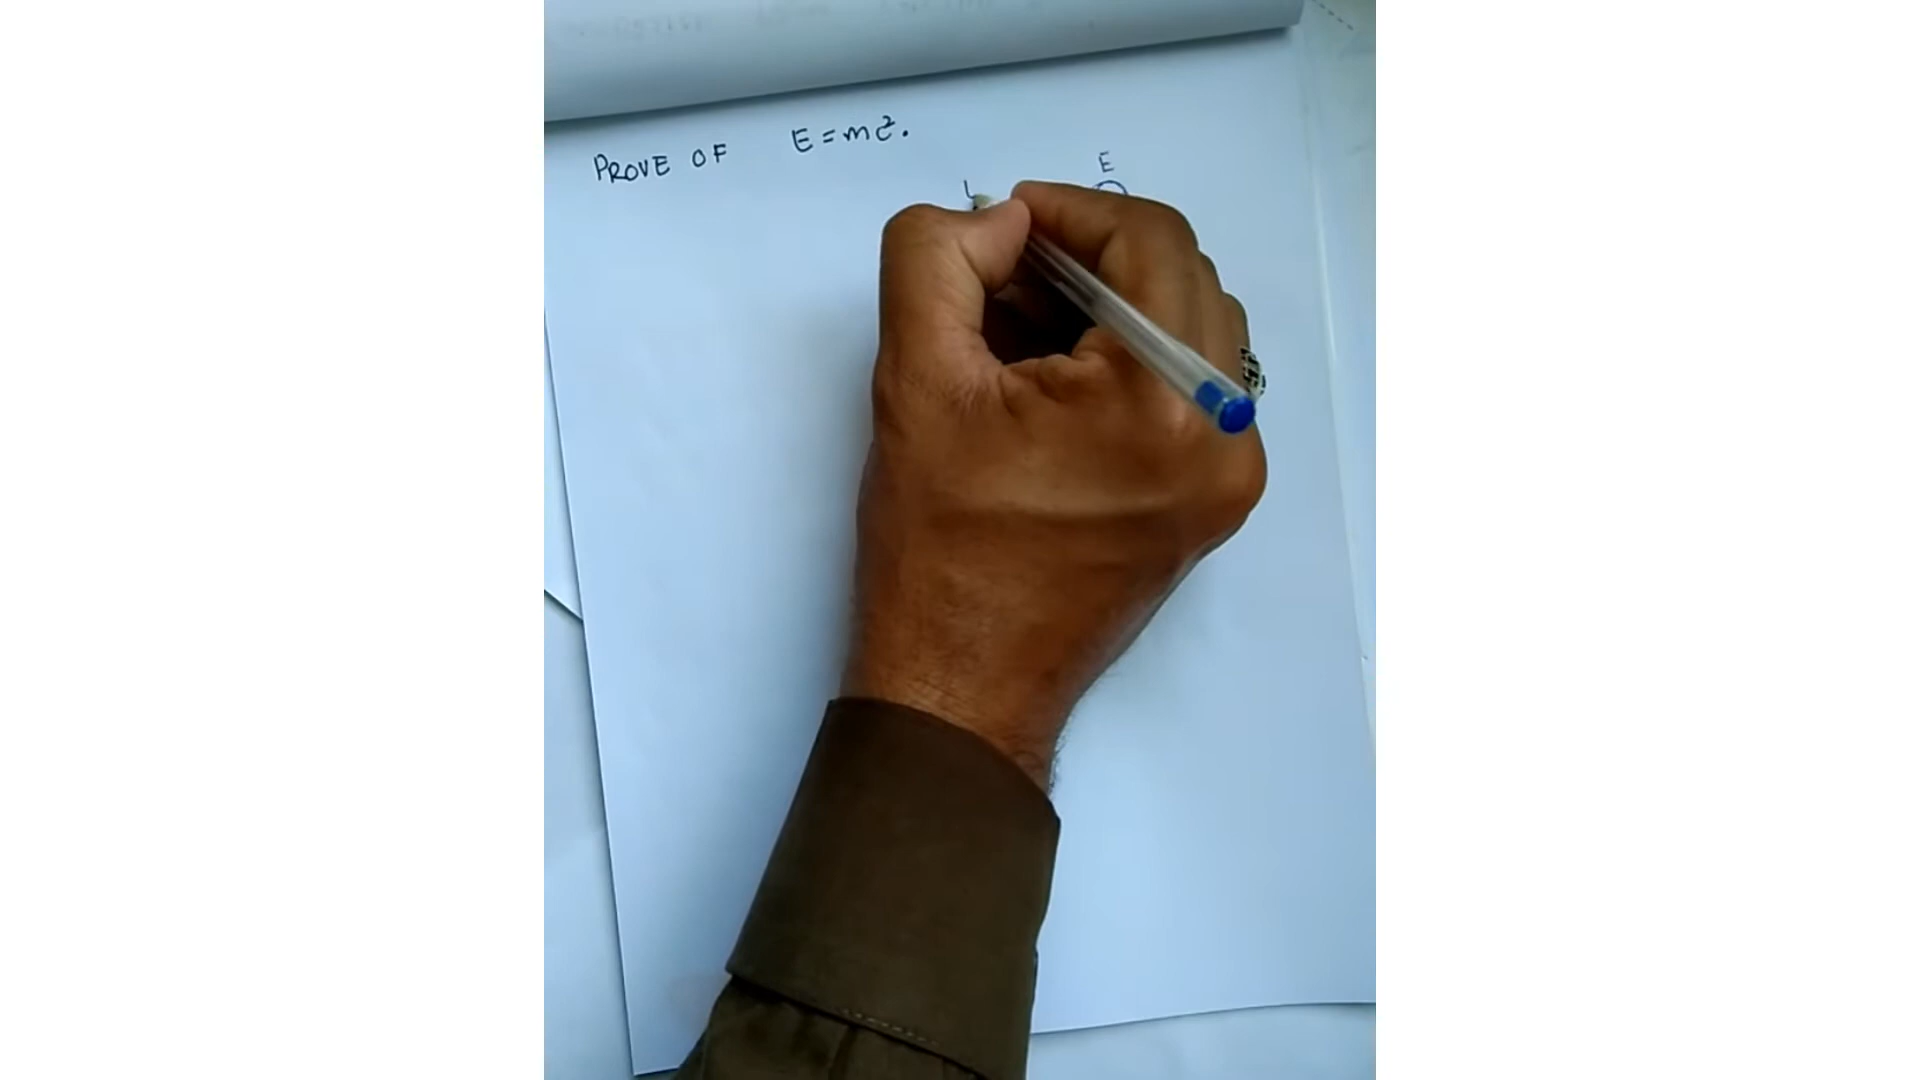 PROVE OF E = mc².
E